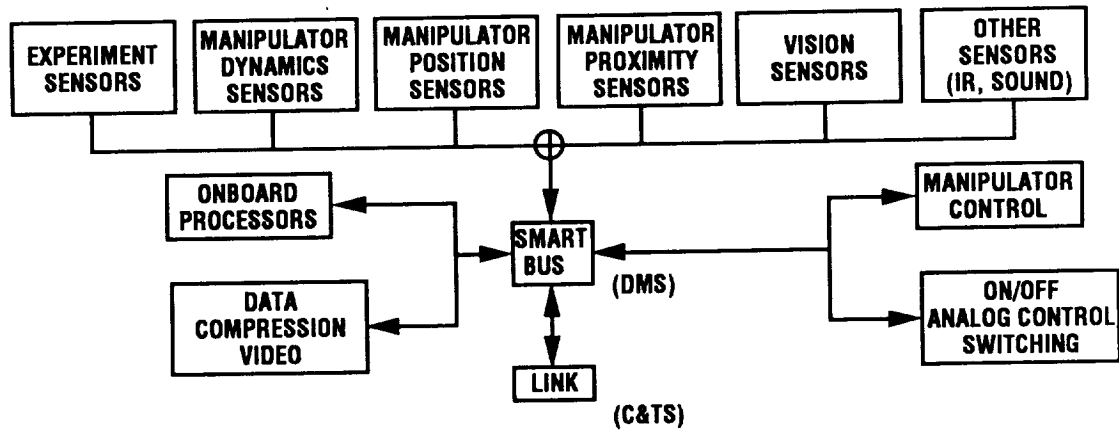 EXPERIMENT
SENSORS
MANIPULATOR
DYNAMICS
SENSORS
MANIPULATOR
POSITION
SENSORS
MANIPULATOR
PROXIMITY
SENSORS
VISION
SENSORS
OTHER
SENSORS
(IR, SOUND)
ONBOARD
PROCESSORS
SMART
BUS
(DMS)
MANIPULATOR
CONTROL
DATA
COMPRESSION
VIDEO
ON/OFF
ANALOG CONTROL
SWITCHING
LINK
(C&TS)